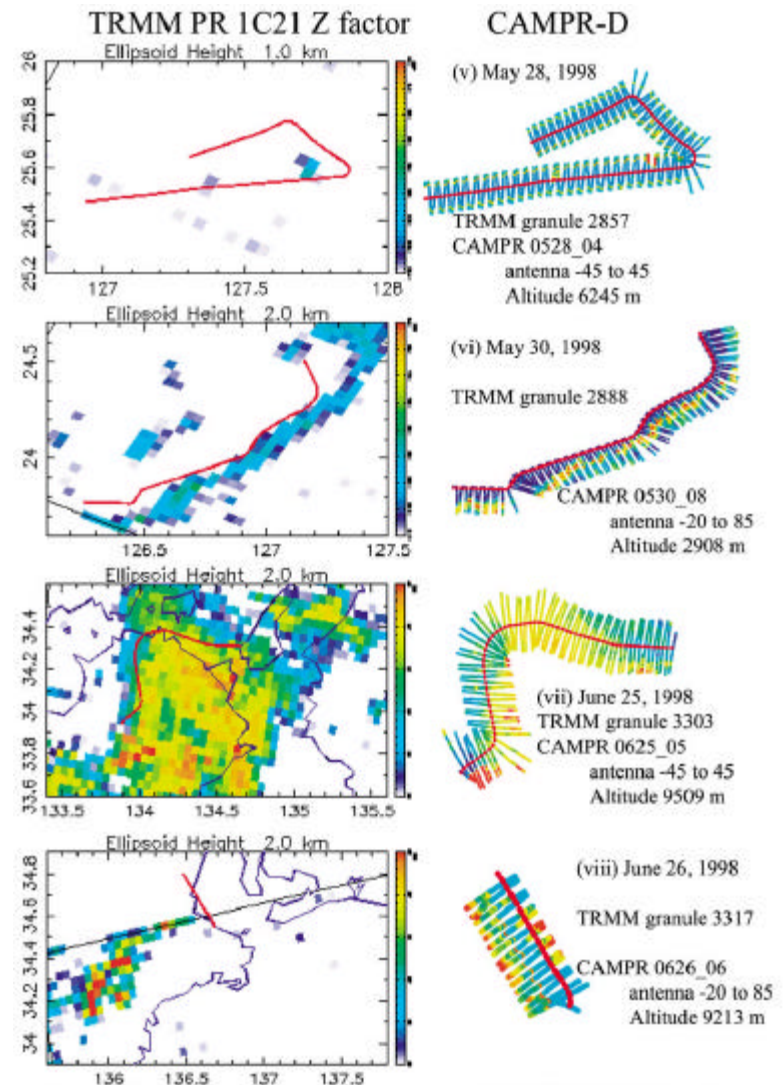 TRMM PR 1C21 Z factor
CAMPR-D
Ellipsoid Height 1.0 km
26
25.8
25.6
25.4
25.2
127
127.5
128
(v) May 28, 1998
TRMM granule 2857
CAMPR 0528_04
antenna -45 to 45
Altitude 6245 m
Ellipsoid Height 2.0 km
24.5
24
126.5
127
127.5
(vi) May 30, 1998
TRMM granule 2888
CAMPR 0530_08
antenna -20 to 85
Altitude 2908 m
Ellipsoid Height 2.0 km
34.4
34.2
34
33.8
33.6
133.5
134
134.5
135
135.5
(vii) June 25, 1998
TRMM granule 3303
CAMPR 0625_05
antenna -45 to 45
Altitude 9509 m
Ellipsoid Height 2.0 km
34.8
34.6
34.4
34.2
34
136
136.5
137
137.5
(viii) June 26, 1998
TRMM granule 3317
CAMPR 0626_06
antenna -20 to 85
Altitude 9213 m